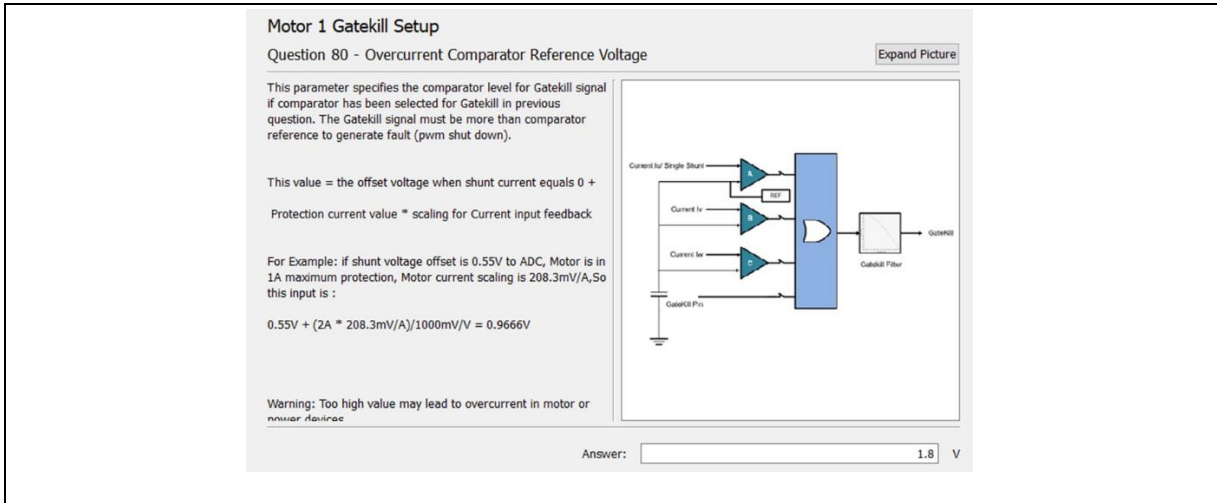 Motor 1 Gatekill Setup
Question 80 - Overcurrent Comparator Reference Voltage
Expand Picture
This parameter specifies the comparator level for Gatekill signal
if comparator has been selected for Gatekill in previous
question. The Gatekill signal must be more than comparator
reference to generate fault (pwm shut down).
This value = the offset voltage when shunt current equals 0 +
Protection current value * scaling for Current input feedback
For Example: if shunt voltage offset is 0.55V to ADC, Motor is in
1A maximum protection, Motor current scaling is 208.3mV/A,So
this input is :
0.55V + (2A * 208.3mV/A)/1000mV/V = 0.9666V
Warning: Too high value may lead to overcurrent in motor or
power devices
Current Iu/ Single Shunt
A
REF
Current Iv
B
Current Iw
C
GateKill Pin
GateKill
Gatekill Filter
Answer:
1.8 V